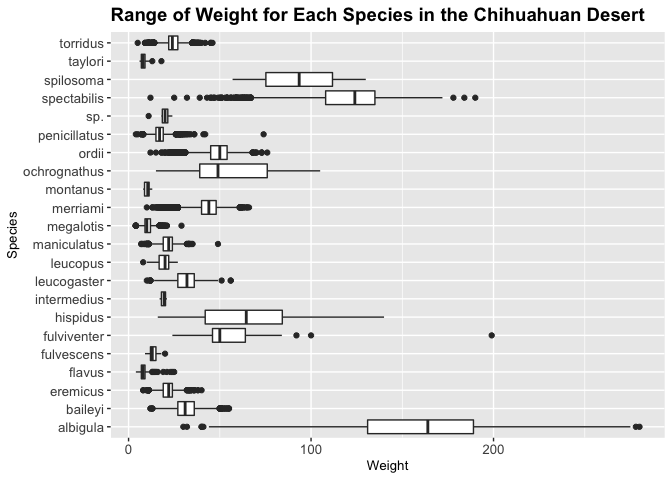 Range of Weight for Each Species in the Chihuahuan Desert
Species
torridus
taylori
spilosoma
spectabilis
sp.
penicillatus
ordii
ochrognathus
montanus
merriami
megalotis
maniculatus
leucopus
leucogaster
intermedius
hispidus
fulviventer
fulvescens
flavus
eremicus
baileyi
albigula
0 100 200
Weight